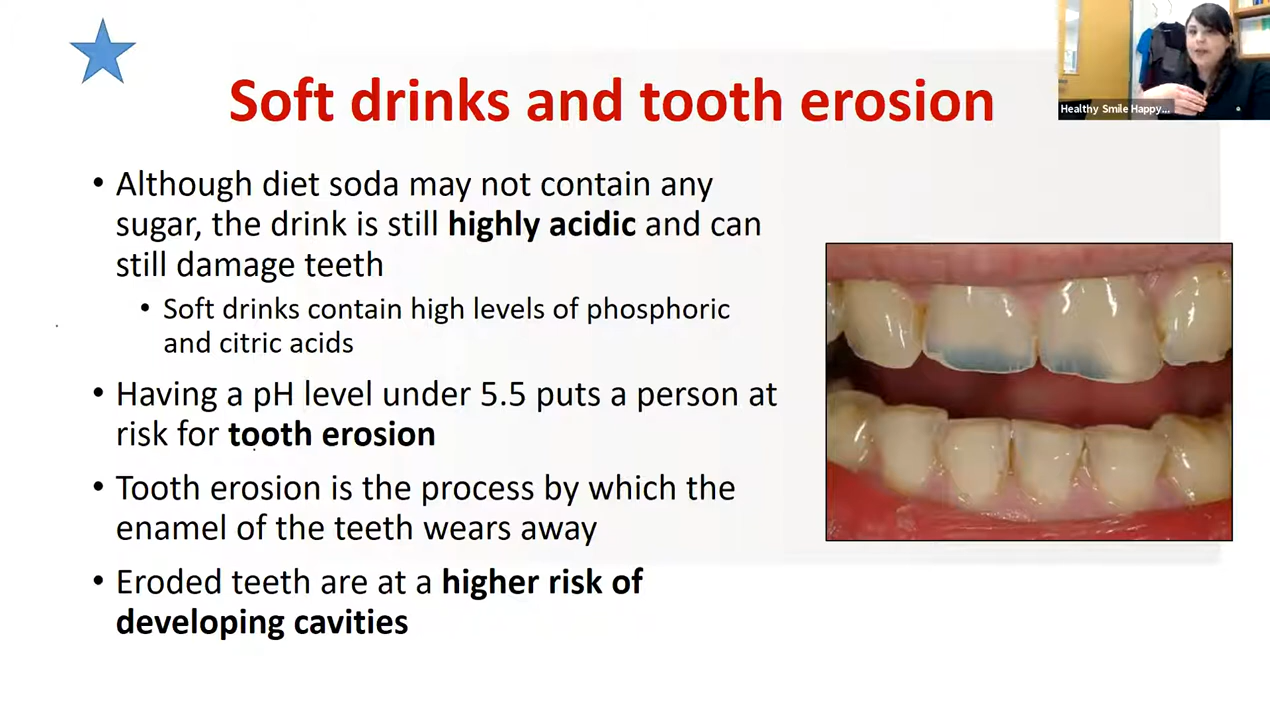 Soft drinks and tooth erosion
Healthy Smile Happy...
• Although diet soda may not contain any
sugar, the drink is still highly acidic and can
still damage teeth
• Soft drinks contain high levels of phosphoric
and citric acids
• Having a pH level under 5.5 puts a person at
risk for tooth erosion
• Tooth erosion is the process by which the
enamel of the teeth wears away
• Eroded teeth are at a higher risk of
developing cavities